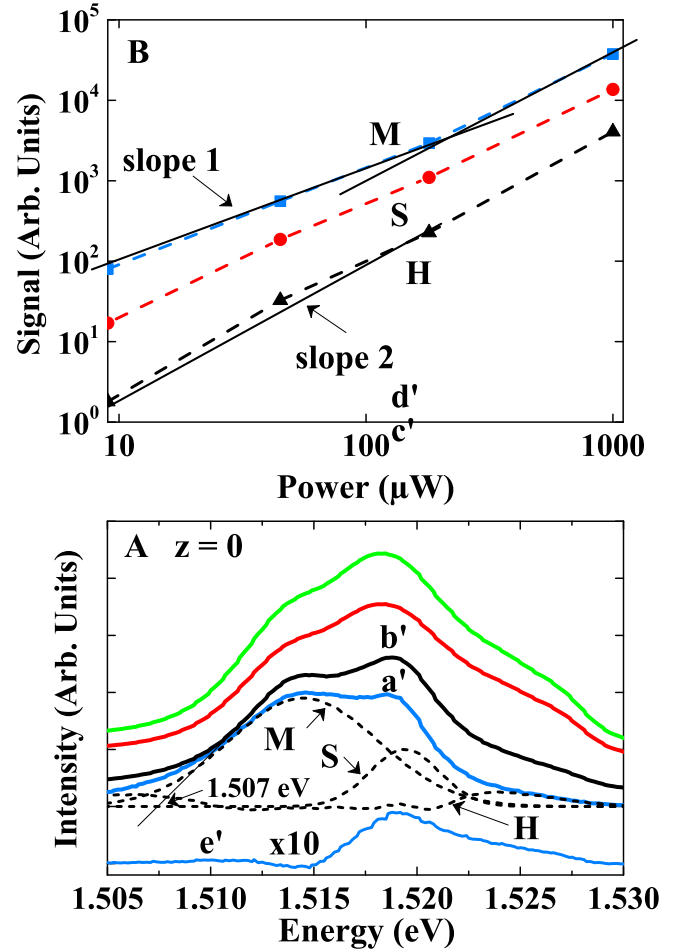 B
Signal (Arb. Units)
10⁵
10⁴
10³
10²
10¹
10⁰
slope 1
M
S
H
slope 2
d'
c'
10
100
1000
Power (µW)
A z = 0
Intensity (Arb. Units)
b'
a'
M
S
1.507 eV
H
e' x10
1.505
1.510
1.515
1.520
1.525
1.530
Energy (eV)